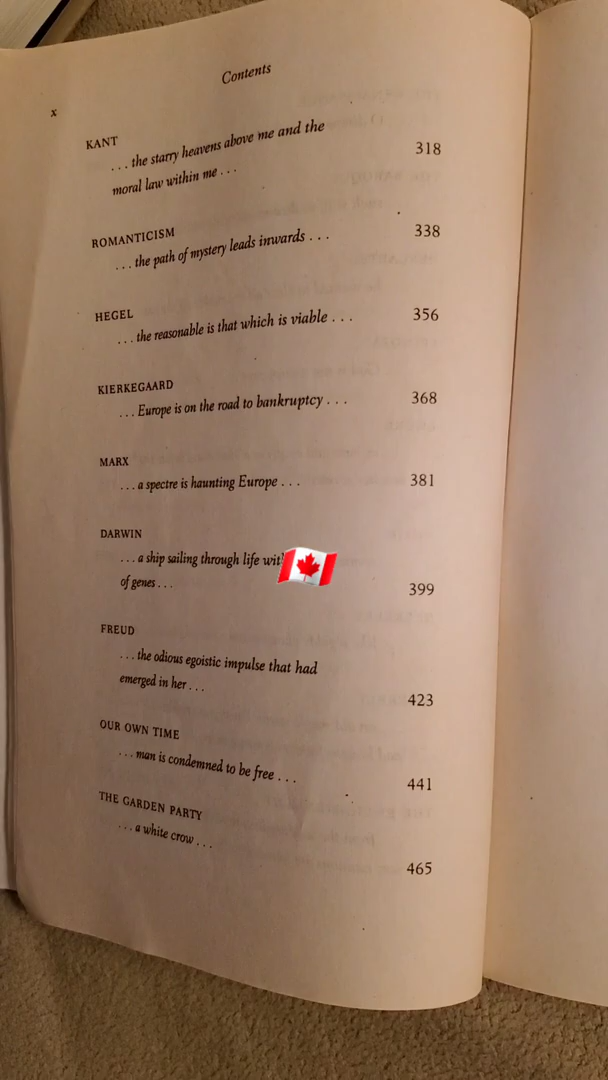 Contents
x
KANT
. . . the starry heavens above me and the
moral law within me . . .
318
ROMANTICISM
. . . the path of mystery leads inwards . . .
338
HEGEL
. . . the reasonable is that which is viable . . .
356
KIERKEGAARD
. . . Europe is on the road to bankruptcy . . .
368
MARX
. . . a spectre is haunting Europe . . .
381
DARWIN
. . . a ship sailing through life
of genes . . .
399
FREUD
. . . the odious egoistic impulse that had
emerged in her . . .
423
OUR OWN TIME
. . . man is condemned to be free . . .
441
THE GARDEN PARTY
. . . a white crow . . .
465